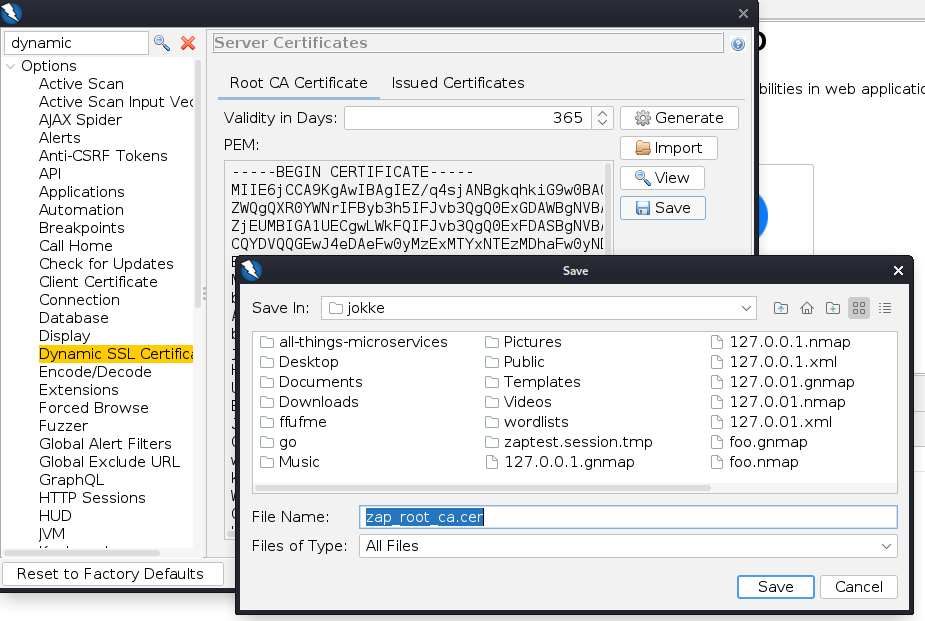 dynamic
Options
Active Scan
Active Scan Input Vec
AJAX Spider
Alerts
Anti-CSRF Tokens
API
Applications
Automation
Breakpoints
Call Home
Check for Updates
Client Certificate
Connection
Database
Display
Dynamic SSL Certifica
Encode/Decode
Extensions
Forced Browse
Fuzzer
Global Alert Filters
Global Exclude URL
GraphQL
HTTP Sessions
HUD
JVM
Reset to Factory Defaults
Server Certificates
Root CA Certificate Issued Certificates
Validity in Days: 365 Generate
PEM:
Import
View
Save
-----BEGIN CERTIFICATE-----
MIIE6jCCA9KgAwIBAgIEZ/q4sjANBgkqhkiG9w0BA
ZWQgQXR0YWNrIFByb3h5IFJvb3QgQ0ExGDAWBgNVBA
ZjEUMBIGA1UECgwLWkFQIFJvb3QgQ0ExFDASBgNVBA
CQYDVQQGEwJ4eDAeFw0yMzExMTYxNTEzMDhaFw0yND
bilities in web applicatio
Save
Save In: jokke
all-things-microservices
Desktop
Documents
Downloads
ffufme
go
Music
Pictures
Public
Templates
Videos
wordlists
zaptest.session.tmp
127.0.0.1.gnmap
127.0.0.1.nmap
127.0.0.1.xml
127.0.01.gnmap
127.0.01.nmap
127.0.01.xml
foo.gnmap
foo.nmap
File Name: zap_root_ca.cer
Files of Type: All Files
Save Cancel